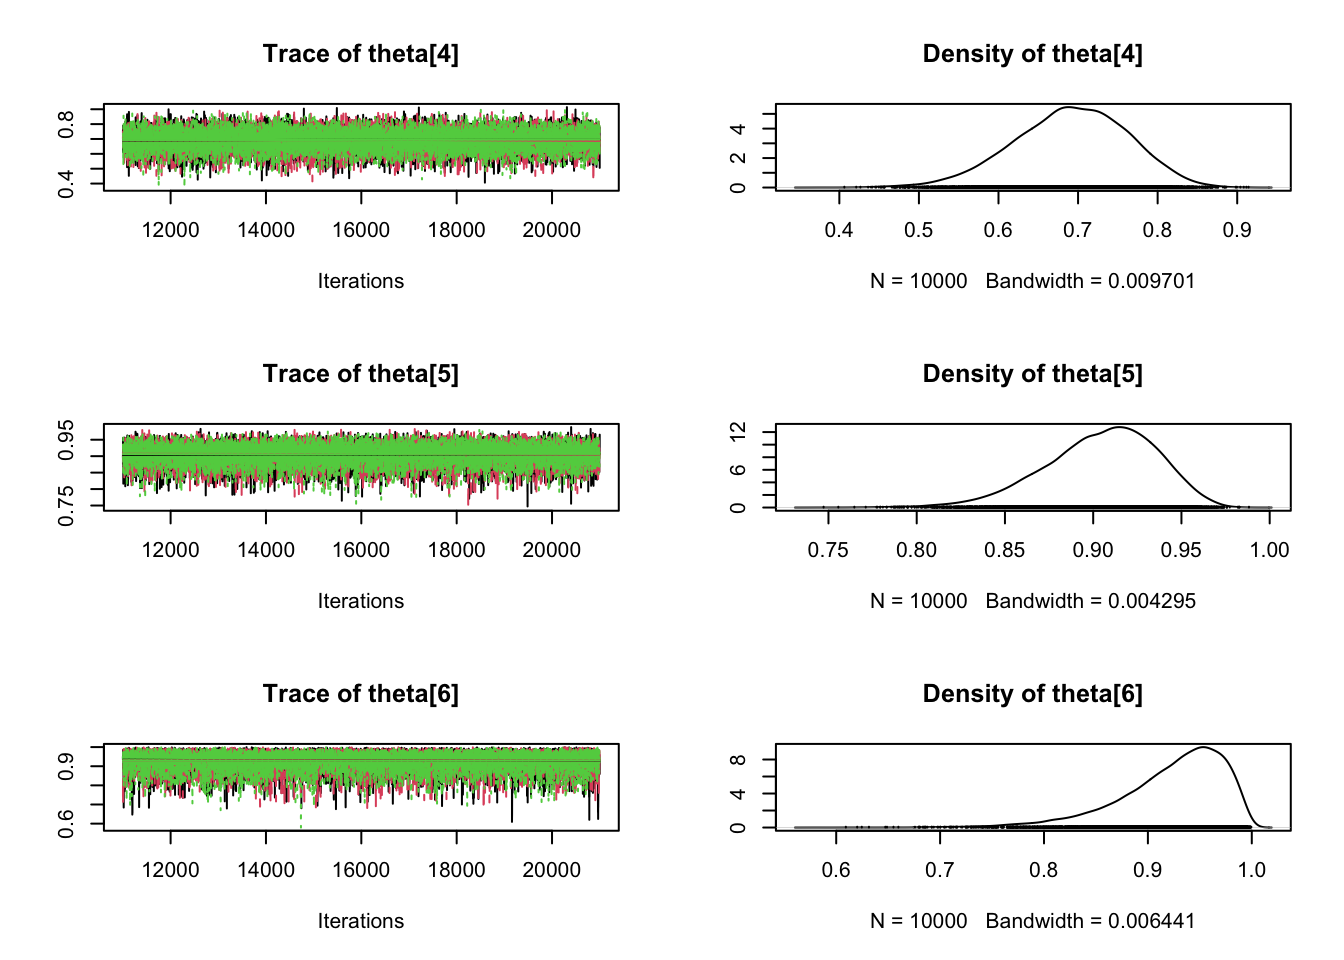 Trace of theta[4]
0.4 0.8
12000 14000 16000 18000 20000
Iterations
Density of theta[4]
0 2 4
0.4 0.5 0.6 0.7 0.8 0.9
N = 10000 Bandwidth = 0.009701
Trace of theta[5]
0.75 0.95
12000 14000 16000 18000 20000
Iterations
Density of theta[5]
0 6 12
0.75 0.80 0.85 0.90 0.95 1.00
N = 10000 Bandwidth = 0.004295
Trace of theta[6]
0.6 0.9
12000 14000 16000 18000 20000
Iterations
Density of theta[6]
0 4 8
0.6 0.7 0.8 0.9 1.0
N = 10000 Bandwidth = 0.006441